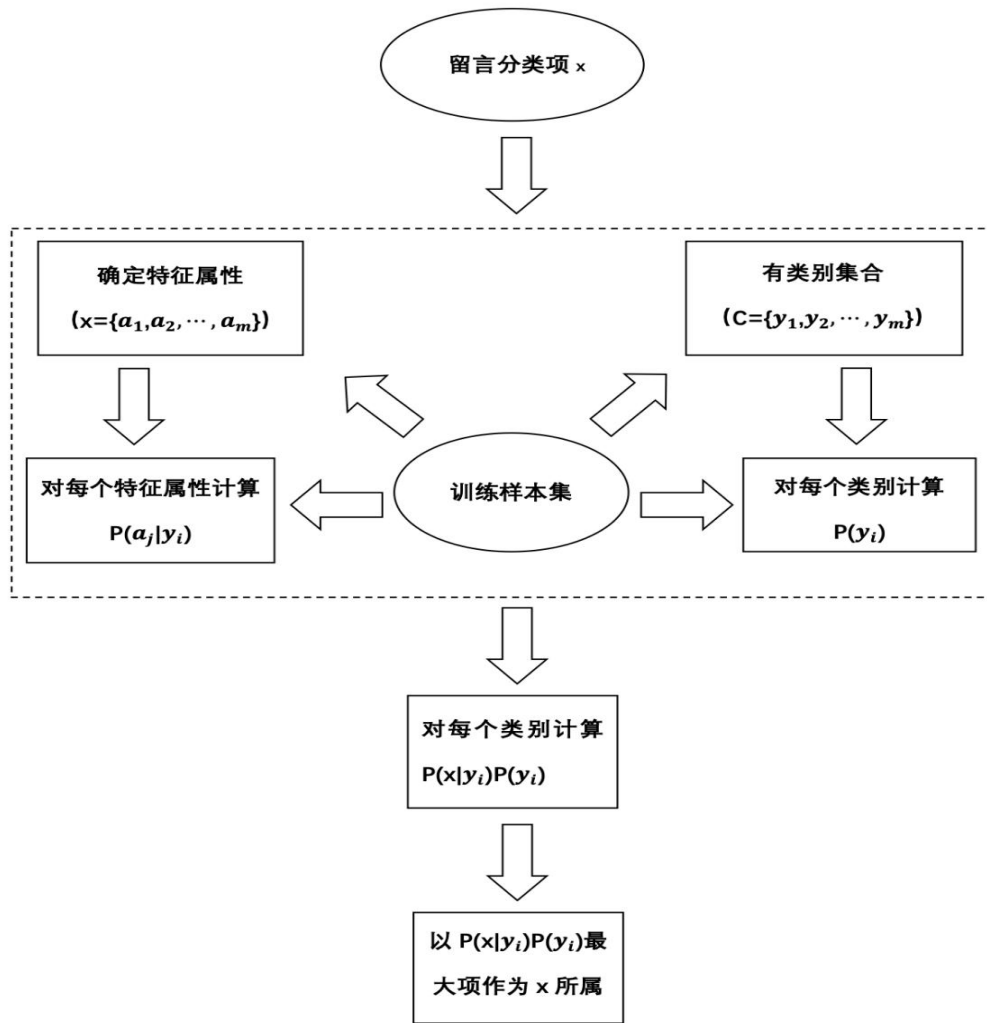 留言分类项 x
确定特征属性
(x={a₁,a₂,⋯,aₘ})
有类别集合
(C={y₁,y₂,⋯,yₘ})
对每个特征属性计算
P(aⱼ|yᵢ)
训练样本集
对每个类别计算
P(yᵢ)
对每个类别计算
P(x|yᵢ)P(yᵢ)
以 P(x|yᵢ)P(yᵢ)最
大项作为 x 所属